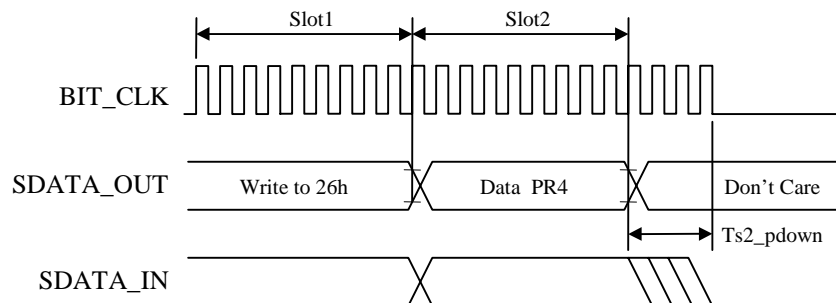 Slot1 Slot2
BIT_CLK
SDATA_OUT Write to 26h Data PR4 Don't Care
Ts2_pdown
SDATA_IN